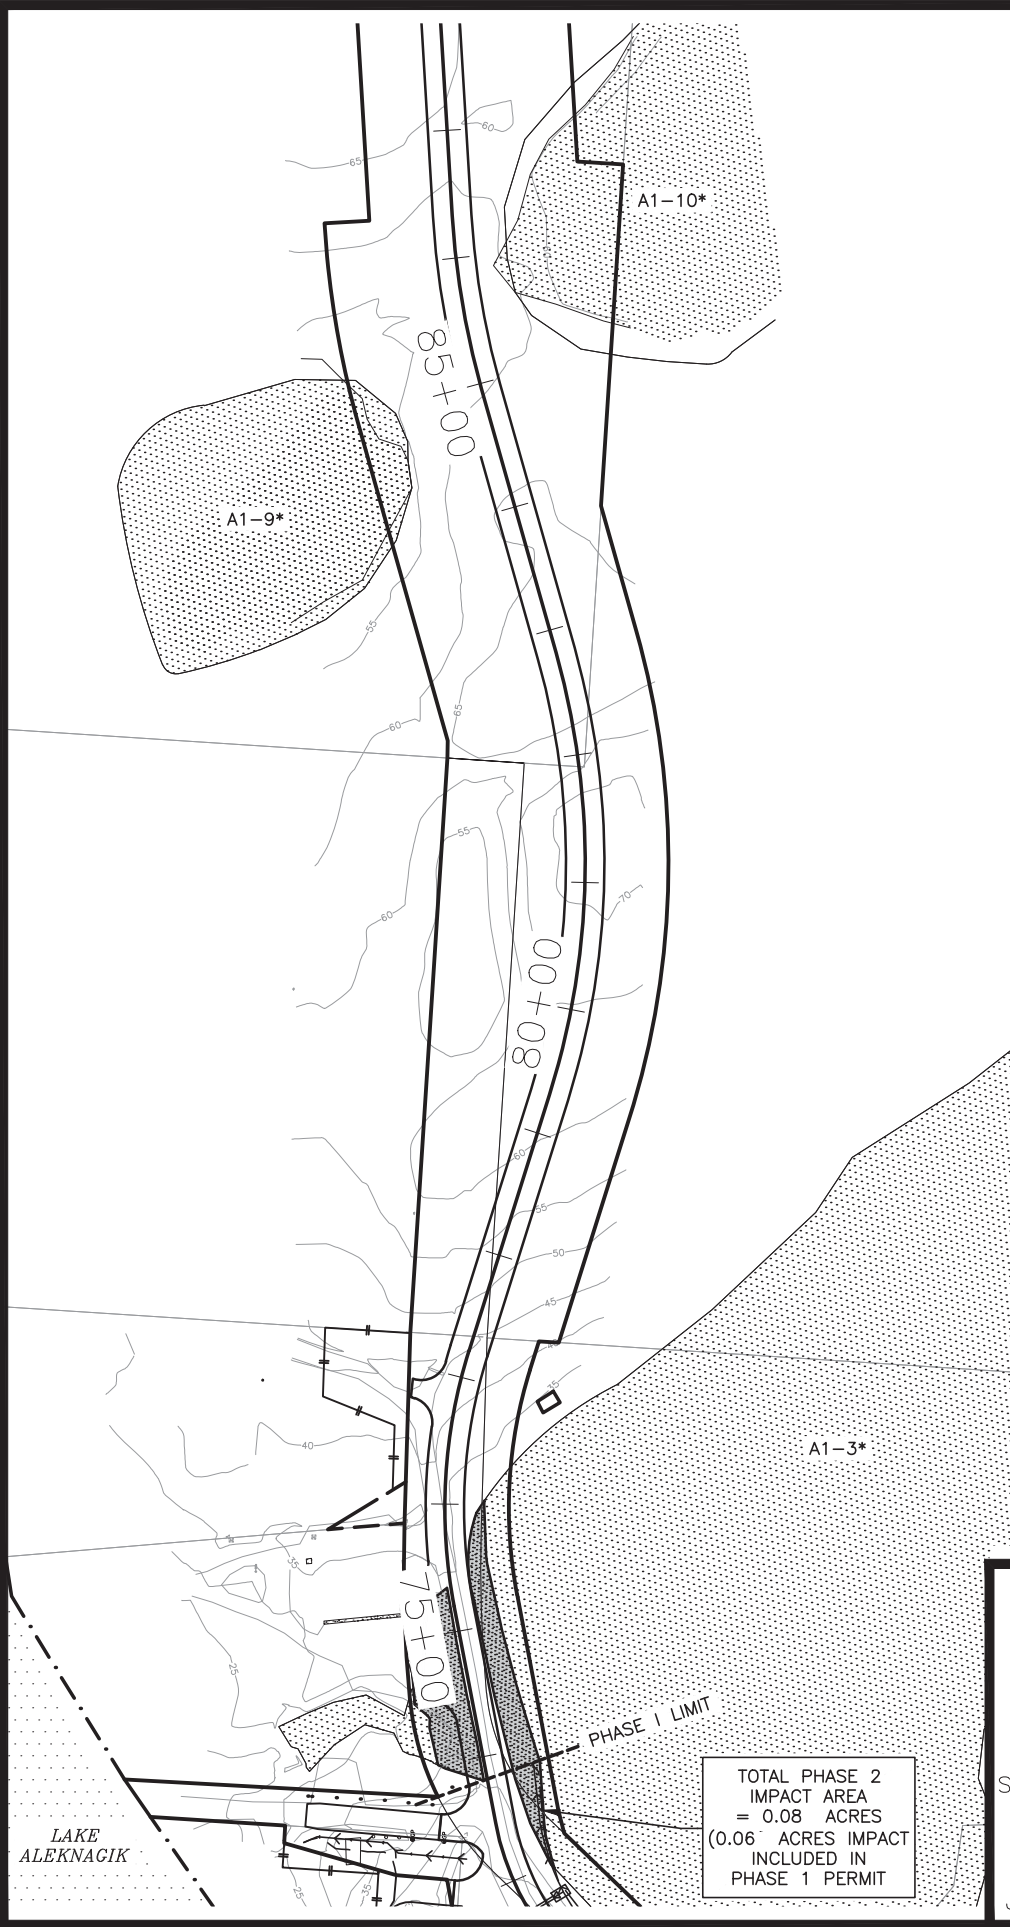 60
65
A1-10*
85+00
A1-9*
55
60
65
55
70
60
80+00
60
55
50
45
35
40
A1-3*
35
75+00
25
PHASE 1 LIMIT
TOTAL PHASE 2
IMPACT AREA
= 0.08 ACRES
(0.06 ACRES IMPACT
INCLUDED IN
PHASE 1 PERMIT
LAKE
ALEKNAGIK
25
35
S